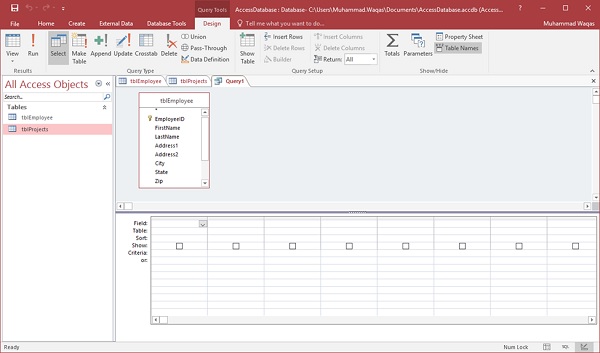 Query Tools AccessDatabase : Database- C:\Users\Muhammad.Waqas\Documents\AccessDatabase.accdb (Access...
File Home Create External Data Database Tools Design Tell me what you want to do... Muhammad Waqas
View Run Select Make Table Append Update Crosstab Delete Union Pass-Through Data Definition Show Table Insert Rows Delete Rows Builder Insert Columns Delete Columns Return: All Totals Parameters Property Sheet Table Names
Results Query Type Query Setup Show/Hide
All Access Objects
Search...
Tables
tblEmployee
tblProjects
tblEmployee tblProjects Query1
tblEmployee
*
EmployeeID
FirstName
LastName
Address1
Address2
City
State
Zip
Field:
Table:
Sort:
Show:
Criteria:
or:
Ready Num Lock SQL